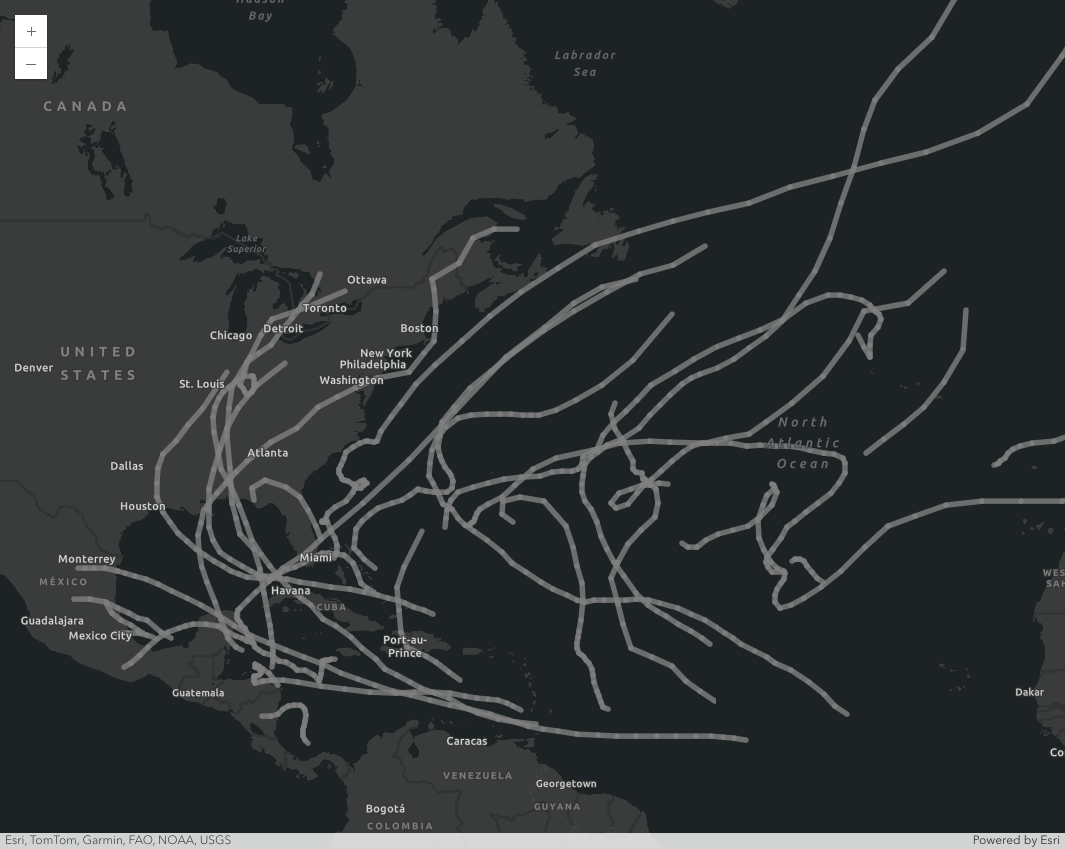 Hudson
Bay
+
−
Labrador
Sea
CANADA
Lake
Superior
Ottawa
Toronto
Chicago
Detroit
Boston
UNITED
STATES
New York
Philadelphia
Denver
Washington
St. Louis
North
Atlantic
Ocean
Atlanta
Dallas
Houston
Monterrey
Miami
MÉXICO
Havana
CUBA
WES
SAH
Guadalajara
Mexico City
Port-au-
Prince
Guatemala
Dakar
Caracas
Co
VENEZUELA
Georgetown
GUYANA
Bogotá
COLOMBIA
Esri, TomTom, Garmin, FAO, NOAA, USGS
Powered by Esri